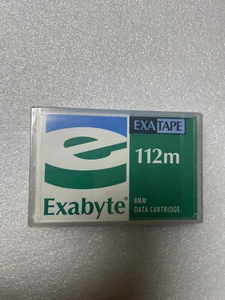 EXATAPE
112m
e
Exabyte®
8MM
DATA CARTRIDGE